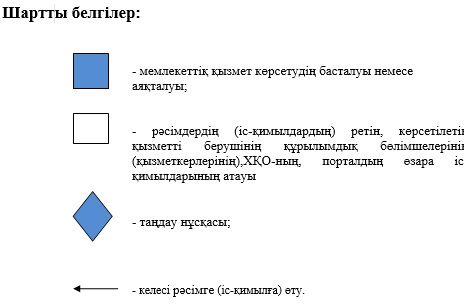 Шартты белгілер:
- мемлекеттік қызмет көрсетудің басталуы немесе
аяқталуы;
- рәсімдердің (іс-қимылдардың) ретін, көрсетілетін
қызметті берушінің құрылымдық бөлімшелерінің
(қызметкерлерінің),ХҚО-ның, порталдың өзара іс-
қимылдарының атауы
- таңдау нұсқасы;
- келесі рәсімге (іс-қимылға) өту.